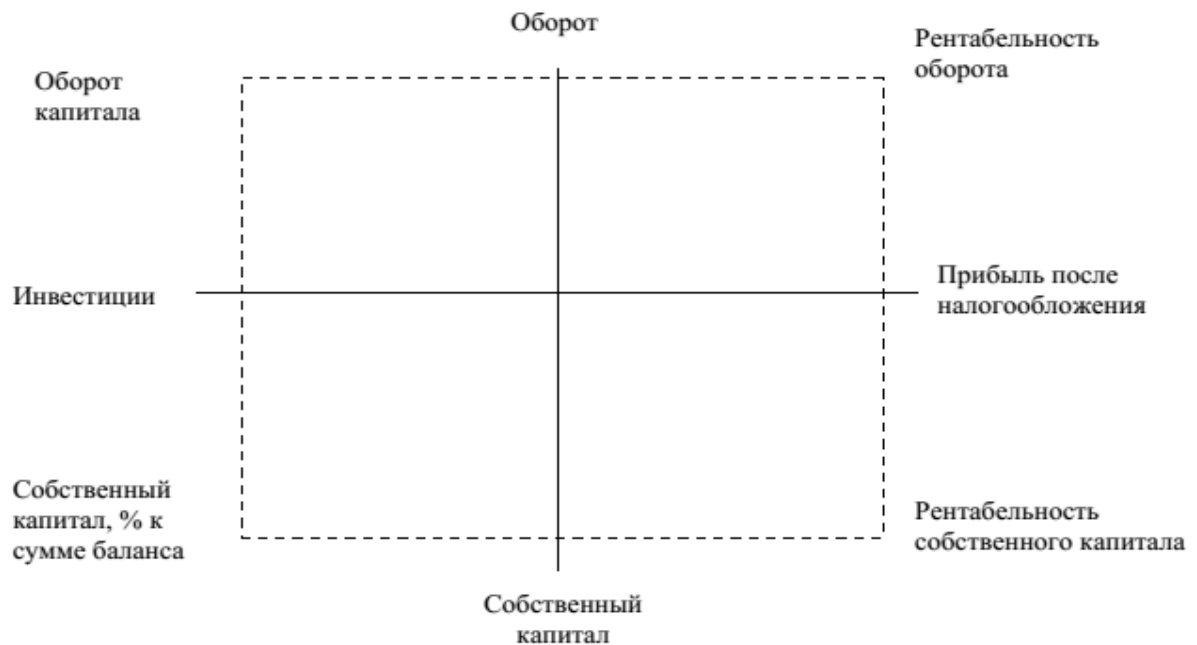 Оборот
Рентабельность
оборота
Оборот
капитала
Инвестиции
Прибыль после
налогообложения
Собственный
капитал, % к
сумме баланса
Рентабельность
собственного капитала
Собственный
капитал